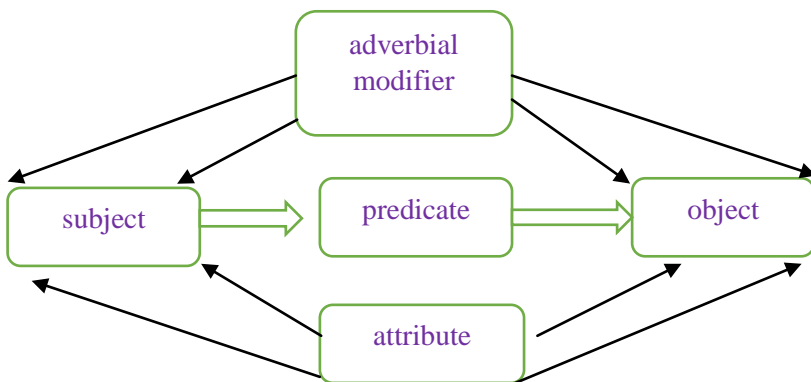 adverbial
modifier
subject
predicate
object
attribute